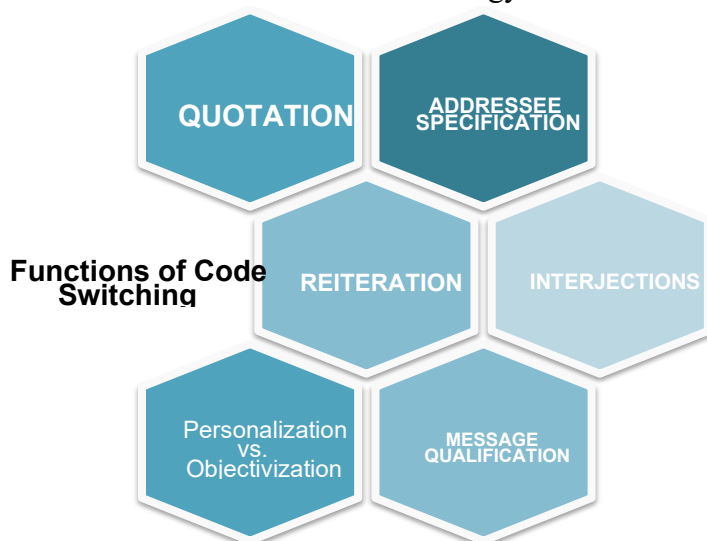 QUOTATION
ADDRESSEE
SPECIFICATION
Functions of Code
Switching
REITERATION
INTERJECTIONS
Personalization
vs.
Objectivization
MESSAGE
QUALIFICATION